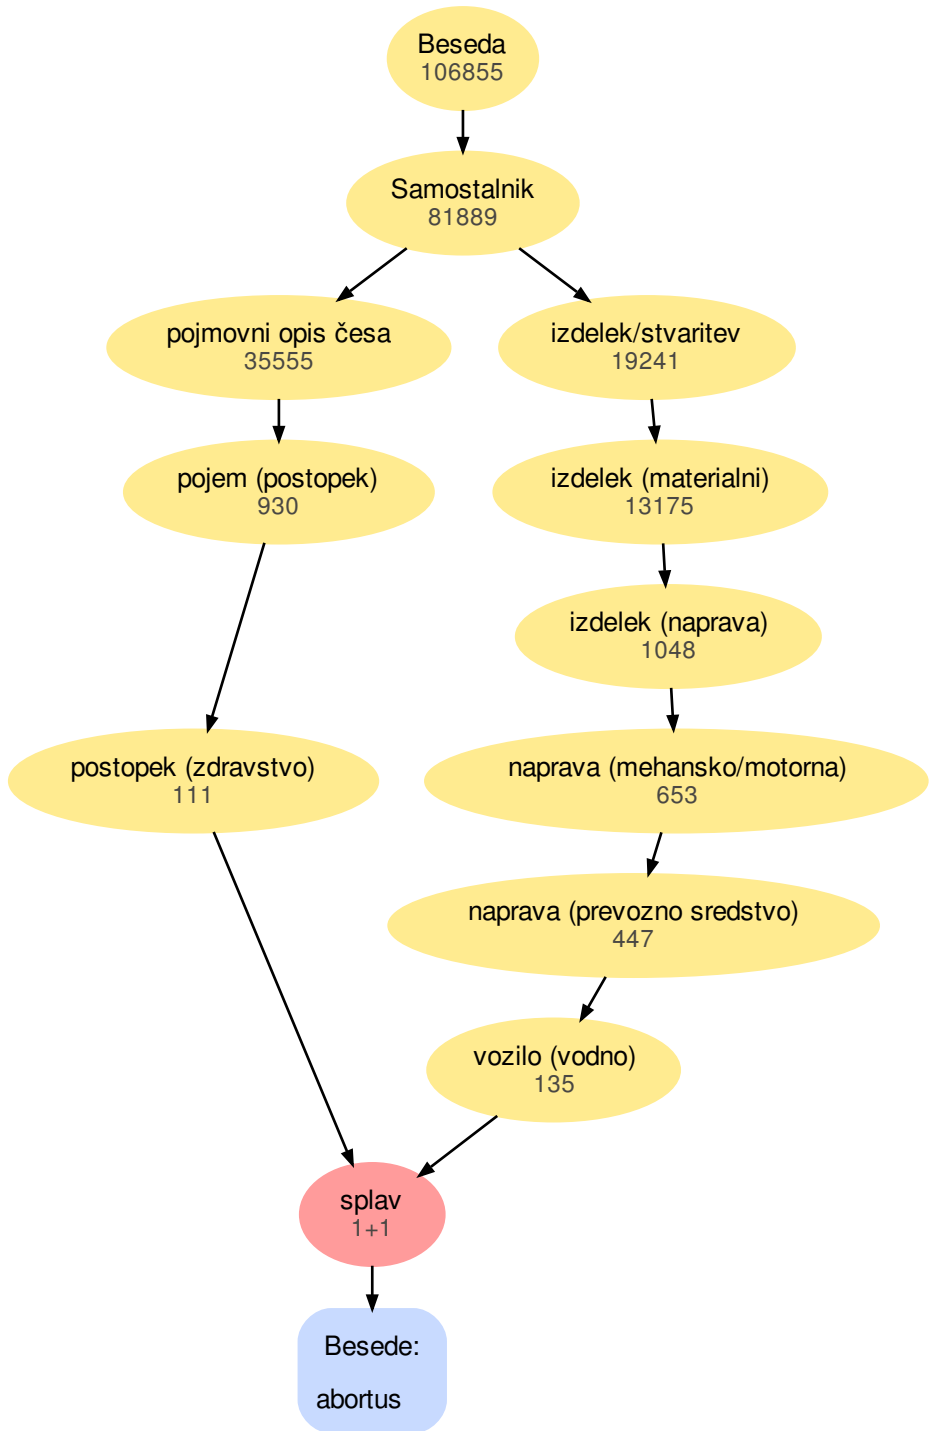 Beseda
106855
Samostalnik
81889
pojmovni opis česa
35555
izdelek/stvaritev
19241
pojem (postopek)
930
izdelek (materialni)
13175
izdelek (naprava)
1048
postopek (zdravstvo)
111
naprava (mehansko/motorna)
653
naprava (prevozno sredstvo)
447
vozilo (vodno)
135
splav
1+1
Besede:
abortus